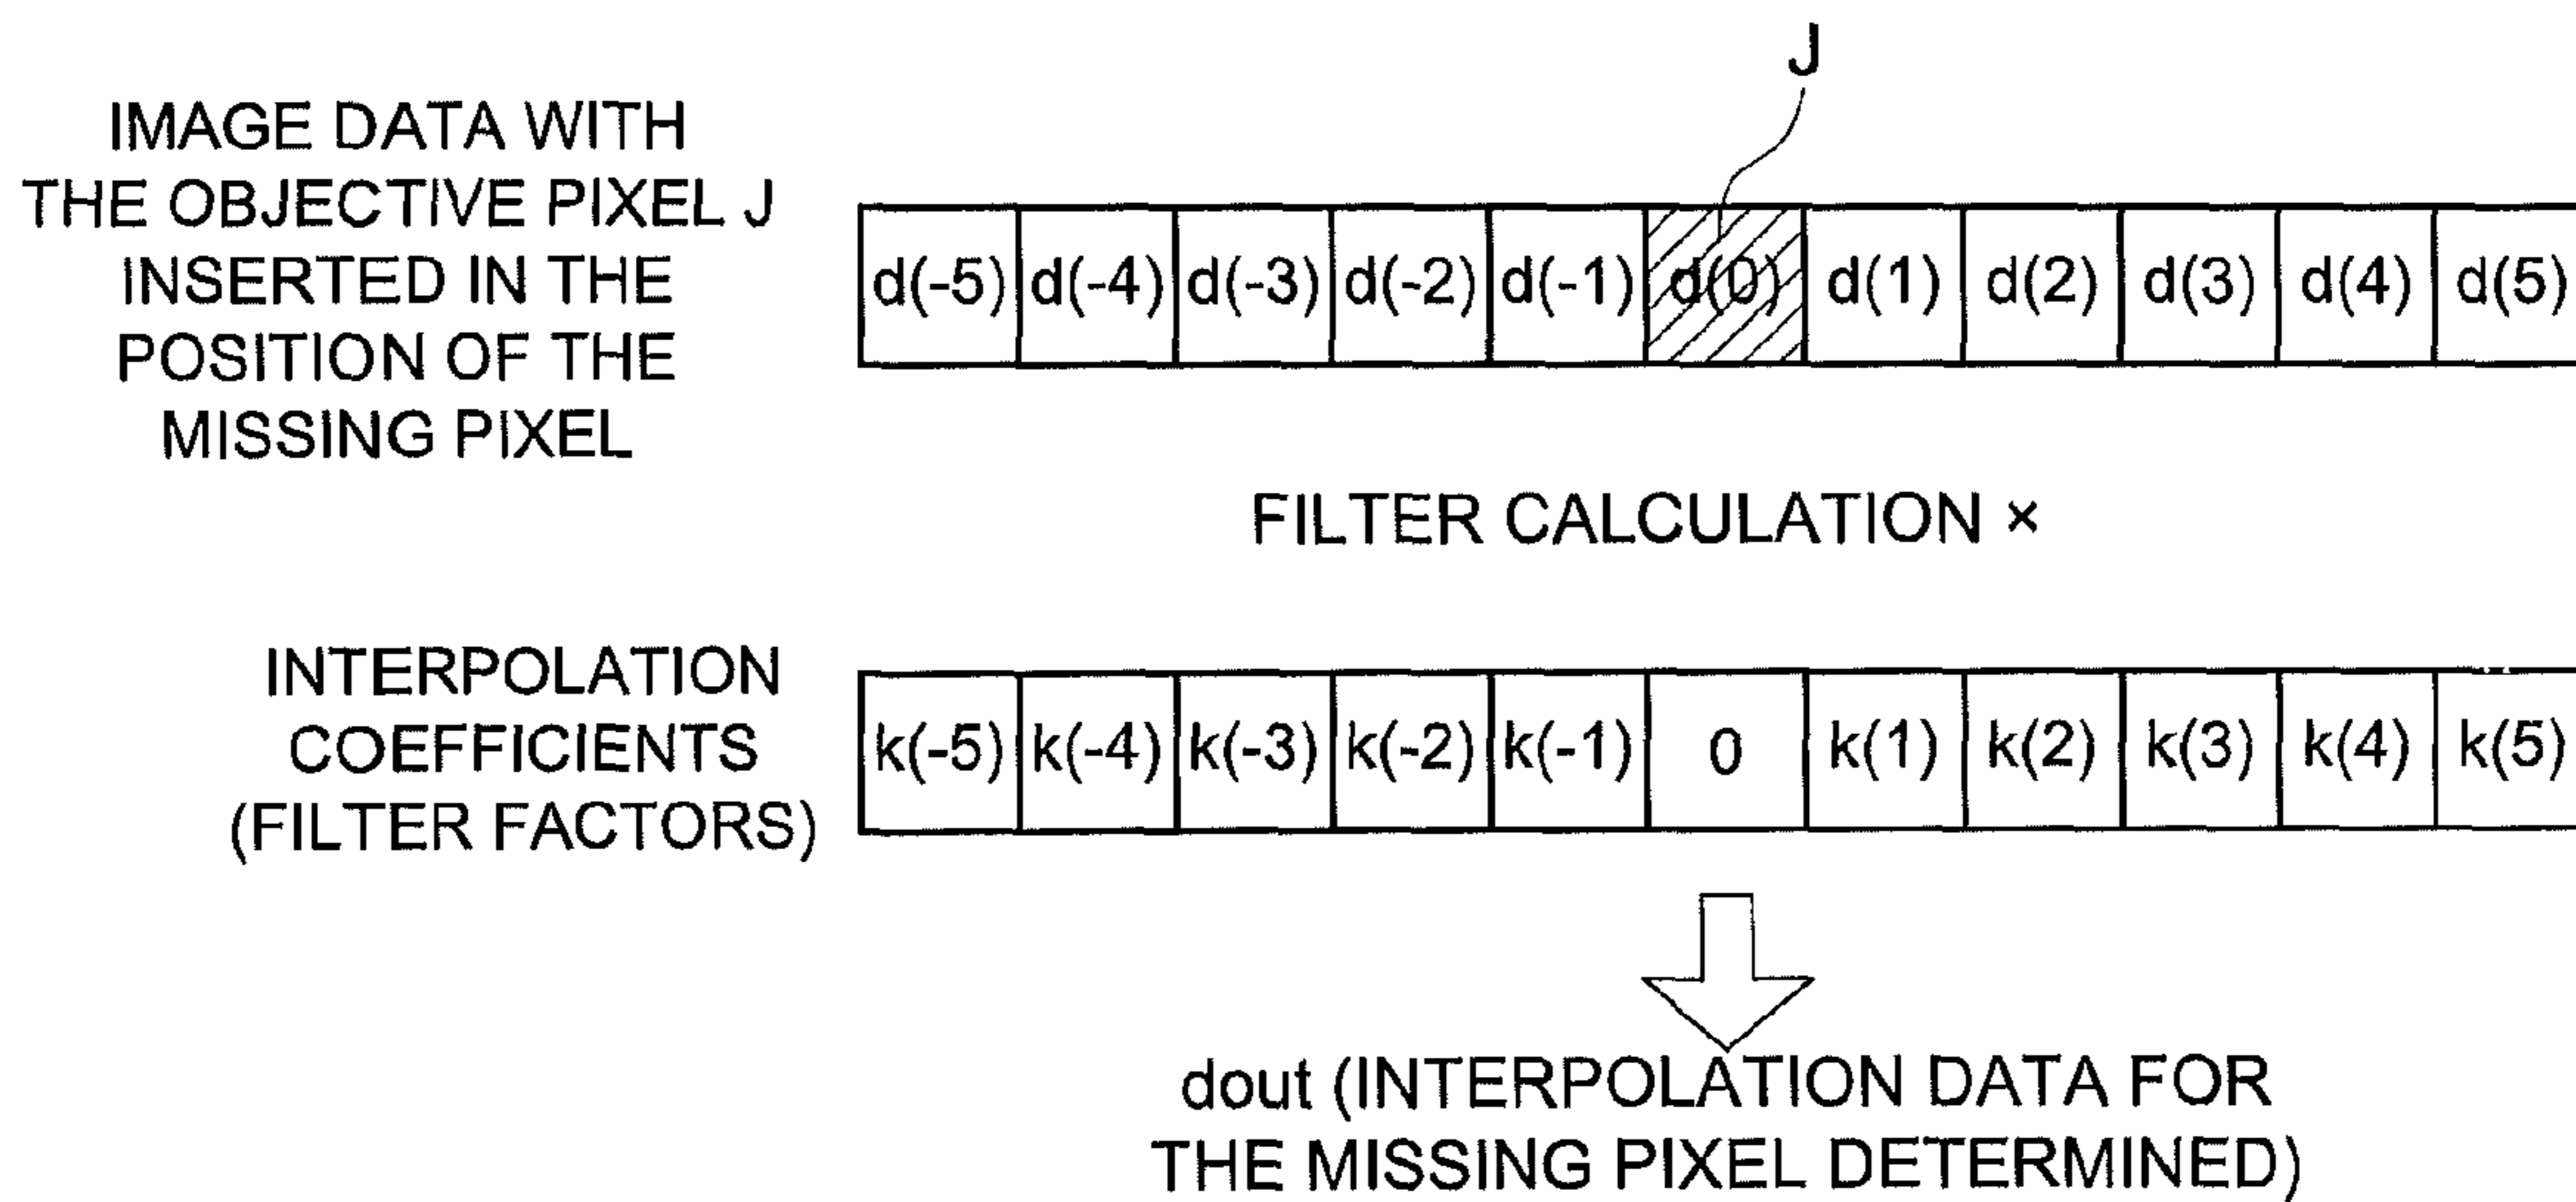 J
IMAGE DATA WITH
THE OBJECTIVE PIXEL J
INSERTED IN THE
POSITION OF THE
MISSING PIXEL
d(-5) d(-4) d(-3) d(-2) d(-1) d(0) d(1) d(2) d(3) d(4) d(5)
FILTER CALCULATION ×
INTERPOLATION
COEFFICIENTS
(FILTER FACTORS)
k(-5) k(-4) k(-3) k(-2) k(-1) 0 k(1) k(2) k(3) k(4) k(5)
dout (INTERPOLATION DATA FOR
THE MISSING PIXEL DETERMINED)